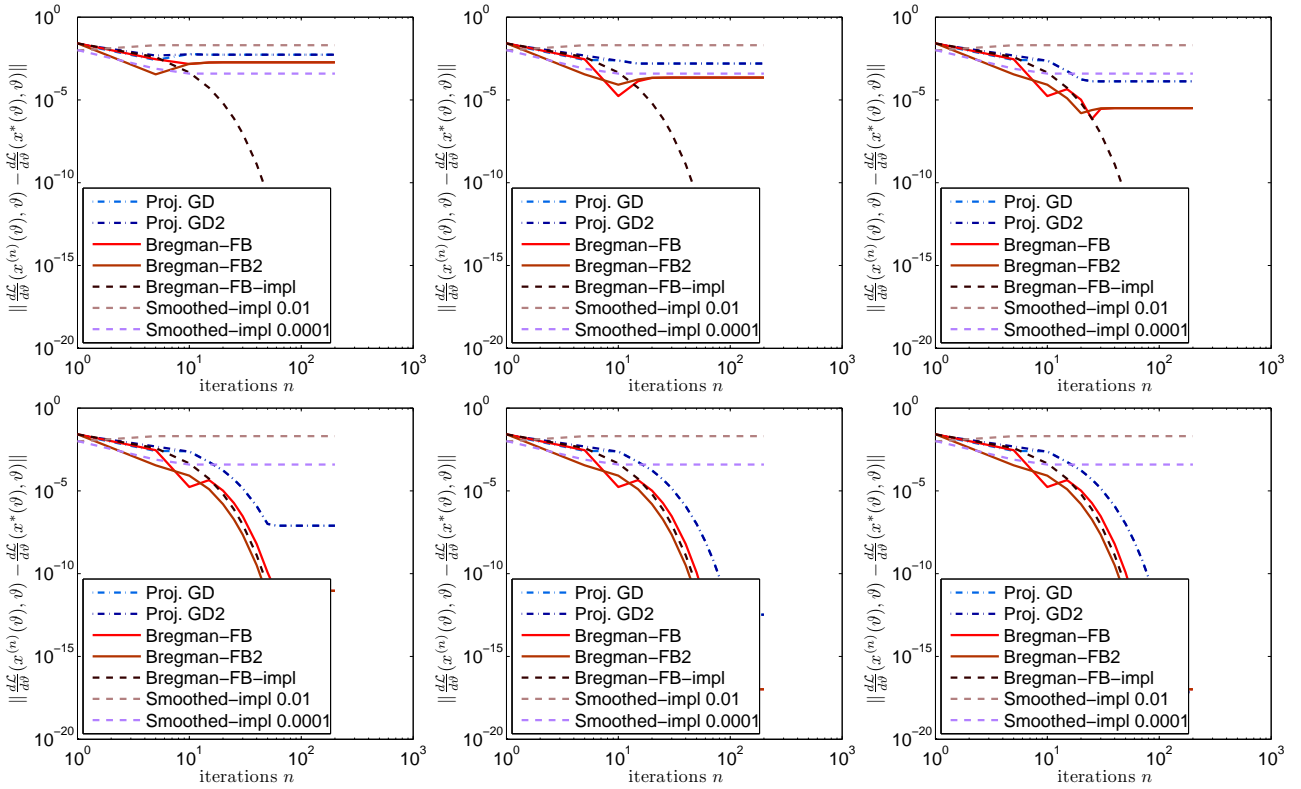 10^0
10^-5
10^-10
10^-15
10^-20
‖ dℒ/dϑ (x^(n)(ϑ), ϑ) − dℒ/dϑ (x*(ϑ), ϑ)‖
Proj. GD
Proj. GD2
Bregman−FB
Bregman−FB2
Bregman−FB−impl
Smoothed−impl 0.01
Smoothed−impl 0.0001
10^0 10^1 10^2 10^3
iterations n
10^0
10^-5
10^-10
10^-15
10^-20
‖ dℒ/dϑ (x^(n)(ϑ), ϑ) − dℒ/dϑ (x*(ϑ), ϑ)‖
Proj. GD
Proj. GD2
Bregman−FB
Bregman−FB2
Bregman−FB−impl
Smoothed−impl 0.01
Smoothed−impl 0.0001
10^0 10^1 10^2 10^3
iterations n
10^0
10^-5
10^-10
10^-15
10^-20
‖ dℒ/dϑ (x^(n)(ϑ), ϑ) − dℒ/dϑ (x*(ϑ), ϑ)‖
Proj. GD
Proj. GD2
Bregman−FB
Bregman−FB2
Bregman−FB−impl
Smoothed−impl 0.01
Smoothed−impl 0.0001
10^0 10^1 10^2 10^3
iterations n
10^0
10^-5
10^-10
10^-15
10^-20
‖ dℒ/dϑ (x^(n)(ϑ), ϑ) − dℒ/dϑ (x*(ϑ), ϑ)‖
Proj. GD
Proj. GD2
Bregman−FB
Bregman−FB2
Bregman−FB−impl
Smoothed−impl 0.01
Smoothed−impl 0.0001
10^0 10^1 10^2 10^3
iterations n
10^0
10^-5
10^-10
10^-15
10^-20
‖ dℒ/dϑ (x^(n)(ϑ), ϑ) − dℒ/dϑ (x*(ϑ), ϑ)‖
Proj. GD
Proj. GD2
Bregman−FB
Bregman−FB2
Bregman−FB−impl
Smoothed−impl 0.01
Smoothed−impl 0.0001
10^0 10^1 10^2 10^3
iterations n
10^0
10^-5
10^-10
10^-15
10^-20
‖ dℒ/dϑ (x^(n)(ϑ), ϑ) − dℒ/dϑ (x*(ϑ), ϑ)‖
Proj. GD
Proj. GD2
Bregman−FB
Bregman−FB2
Bregman−FB−impl
Smoothed−impl 0.01
Smoothed−impl 0.0001
10^0 10^1 10^2 10^3
iterations n